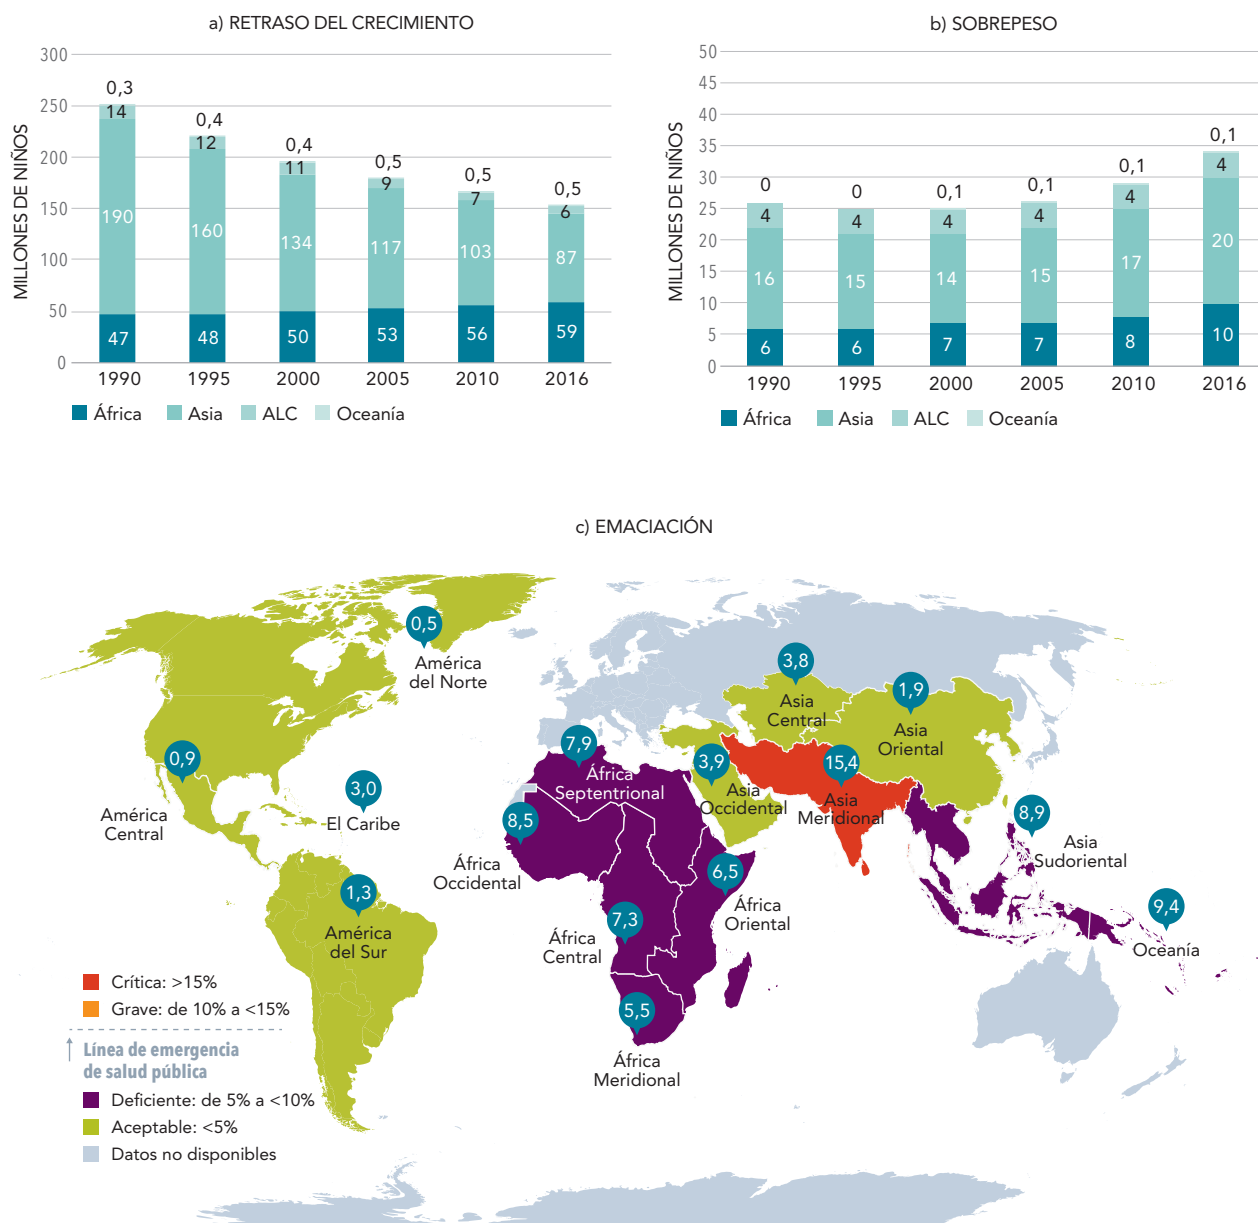 a) RETRASO DEL CRECIMIENTO
MILLONES DE NIÑOS
300
250
200
150
100
50
0
0,3
14
190
47
0,4
12
160
48
0,4
11
134
50
0,5
9
117
53
0,5
7
103
56
0,5
6
87
59
1990 1995 2000 2005 2010 2016
África Asia ALC Oceanía
b) SOBREPESO
MILLONES DE NIÑOS
50
45
40
35
30
25
20
15
10
5
0
0
4
16
6
0
4
15
6
0,1
4
14
7
0,1
4
15
7
0,1
4
17
8
0,1
4
20
10
1990 1995 2000 2005 2010 2016
África Asia ALC Oceanía
c) EMACIACIÓN
0,5
América
del Norte
0,9
América
Central
3,0
El Caribe
1,3
América
del Sur
7,9
África
Septentrional
8,5
África
Occidental
7,3
África
Central
6,5
África
Oriental
5,5
África
Meridional
3,8
Asia
Central
1,9
Asia
Oriental
3,9
Asia
Occidental
15,4
Asia
Meridional
8,9
Asia
Sudoriental
9,4
Oceanía
Crítica: >15%
Grave: de 10% a <15%
Línea de emergencia
de salud pública
Deficiente: de 5% a <10%
Aceptable: <5%
Datos no disponibles